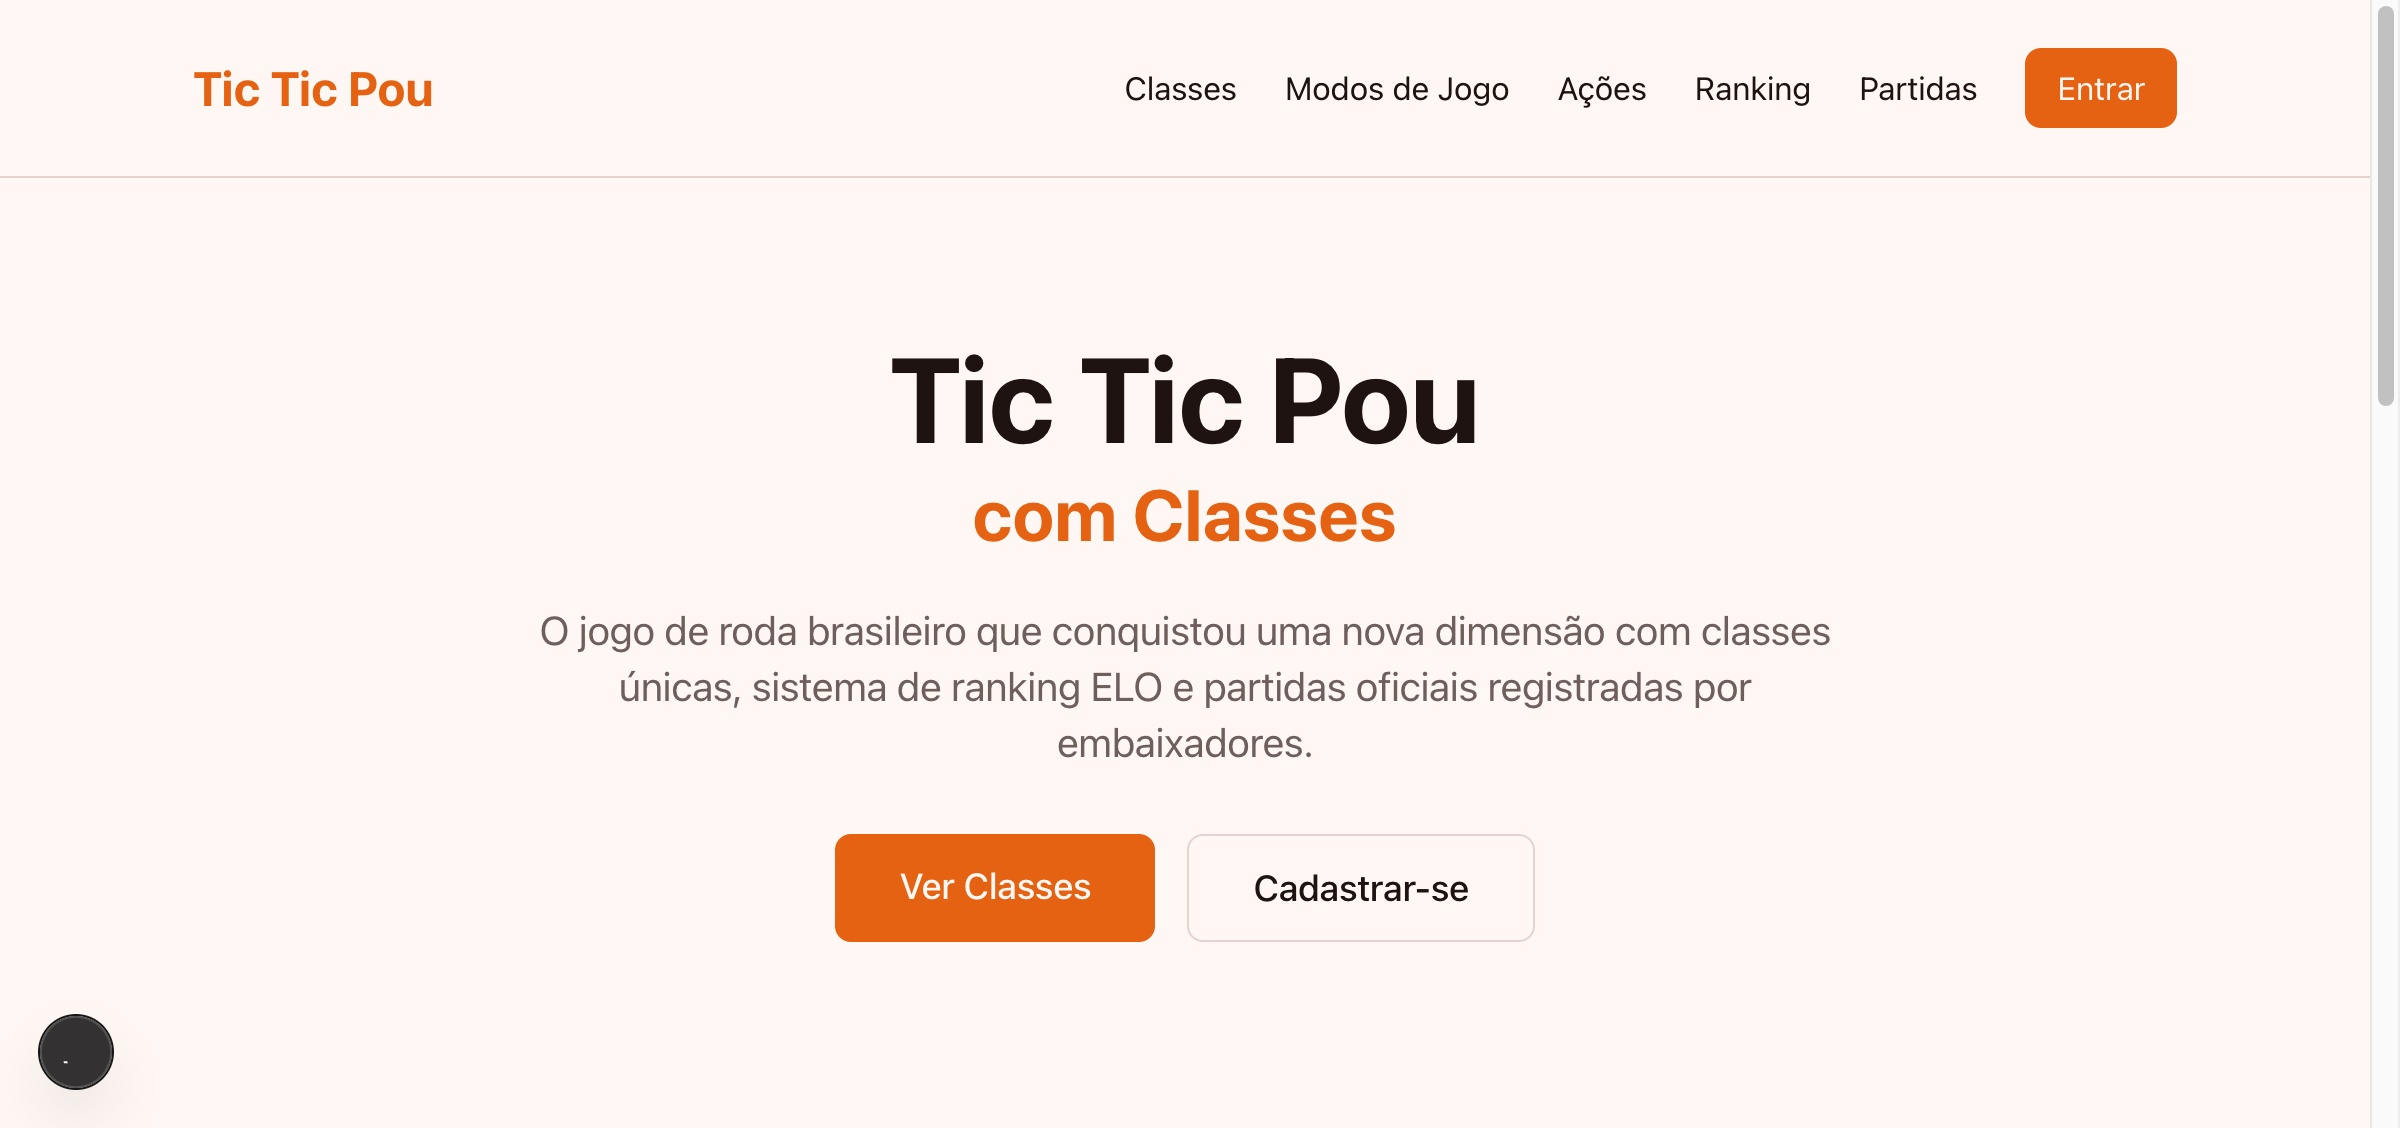 Tic Tic Pou
Classes Modos de Jogo Ações Ranking Partidas Entrar
Tic Tic Pou
com Classes
O jogo de roda brasileiro que conquistou uma nova dimensão com classes
únicas, sistema de ranking ELO e partidas oficiais registradas por
embaixadores.
Ver Classes
Cadastrar-se